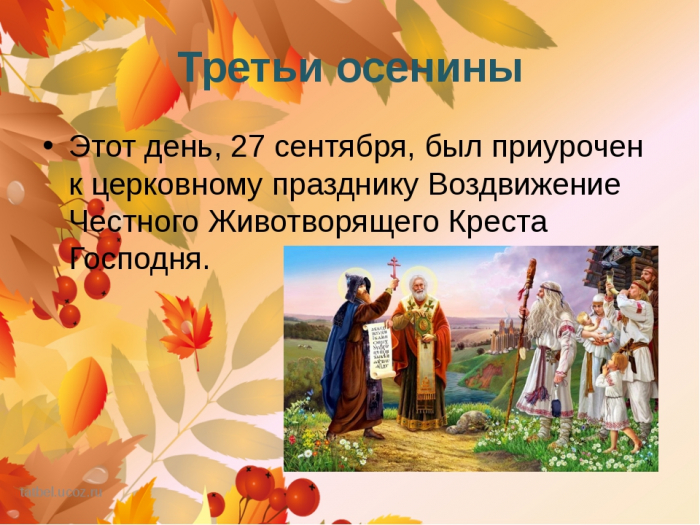 Третьи осенины
• Этот день, 27 сентября, был приурочен
к церковному празднику Воздвижение
Честного Животворящего Креста
Господня.